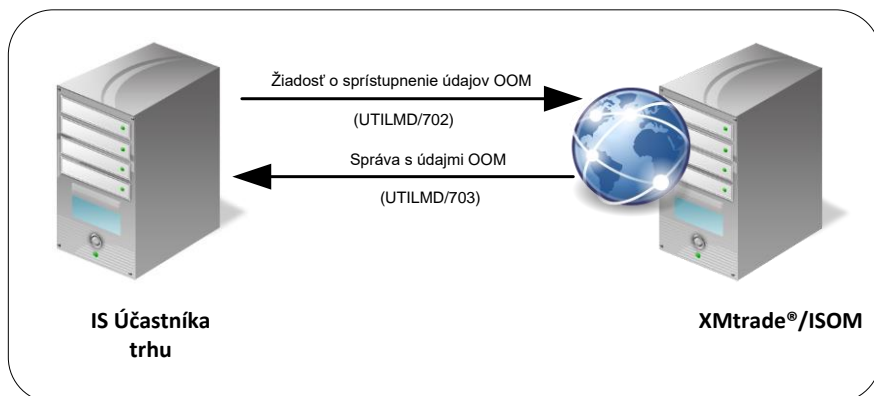 Žiadosť o sprístupnenie údajov OOM
(UTILMD/702)
Správa s údajmi OOM
(UTILMD/703)
IS Účastníka
trhu
XMtrade®/ISOM